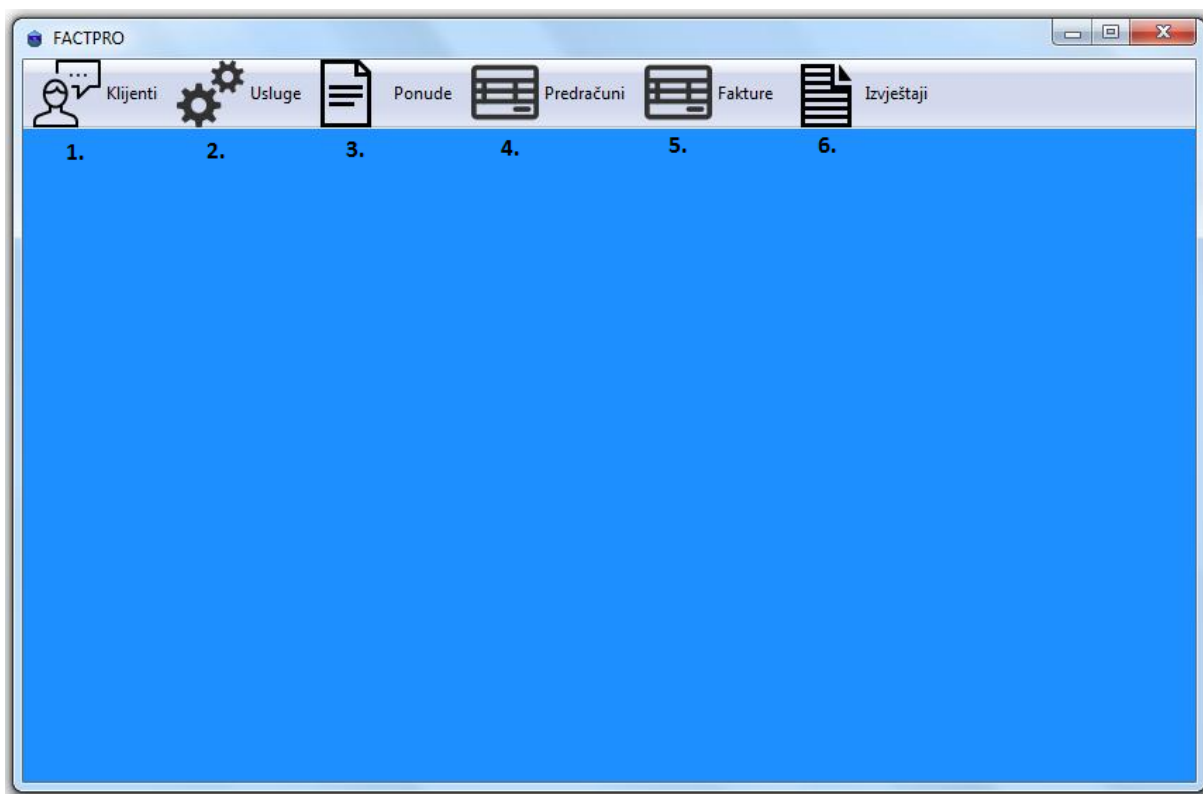 FACTPRO
Klijenti Usluge Ponude Predračuni Fakture Izvještaji
1. 2. 3. 4. 5. 6.